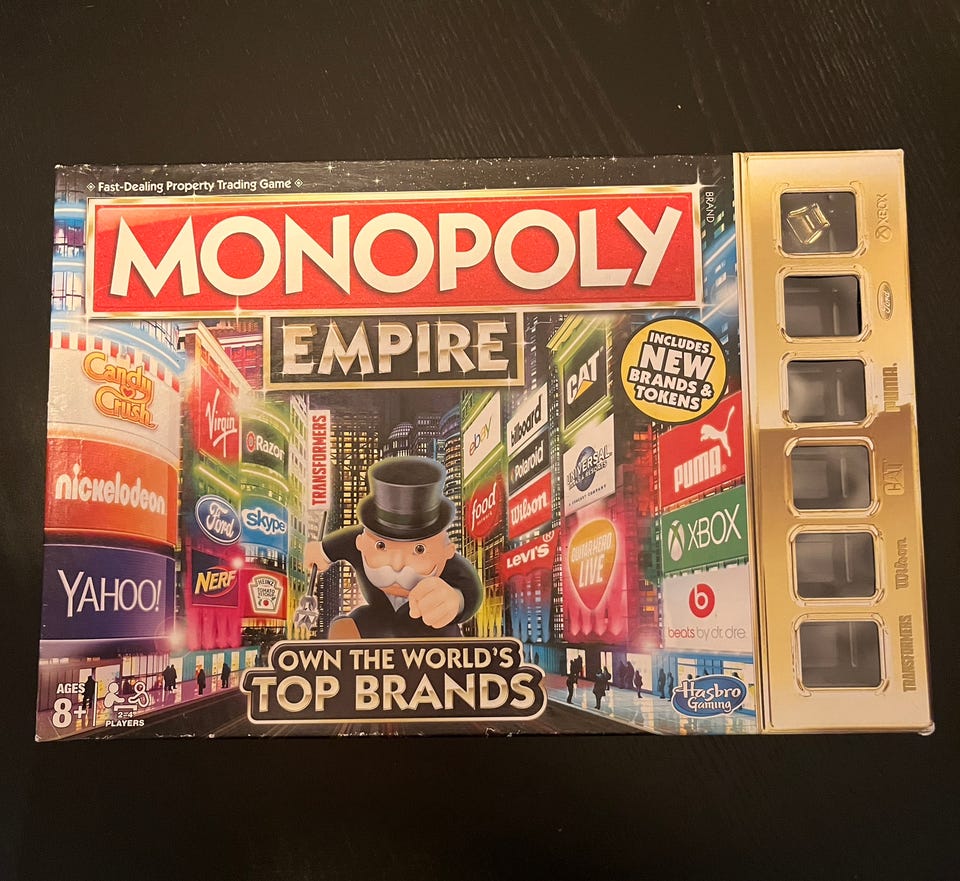 Fast-Dealing Property Trading Game
BRAND
MONOPOLY
EMPIRE
INCLUDES
NEW
BRANDS &
TOKENS
Candy
Crush
nickelodeon
YAHOO!
Virgin
Razor
Ford
skype
NERF
HEINZ
TRANSFORMERS
ebay
food
billboard
Polaroid
Wilson
LEVI'S
CAT
UNIVERSAL
GUITAR HERO
LIVE
PUMA
XBOX
b
beats by dr. dre
OWN THE WORLD'S
TOP BRANDS
AGES
8+
2-4
PLAYERS
Hasbro
Gaming
XBOX
Ford
PUMA
CAT
Wilson
TRANSFORMERS